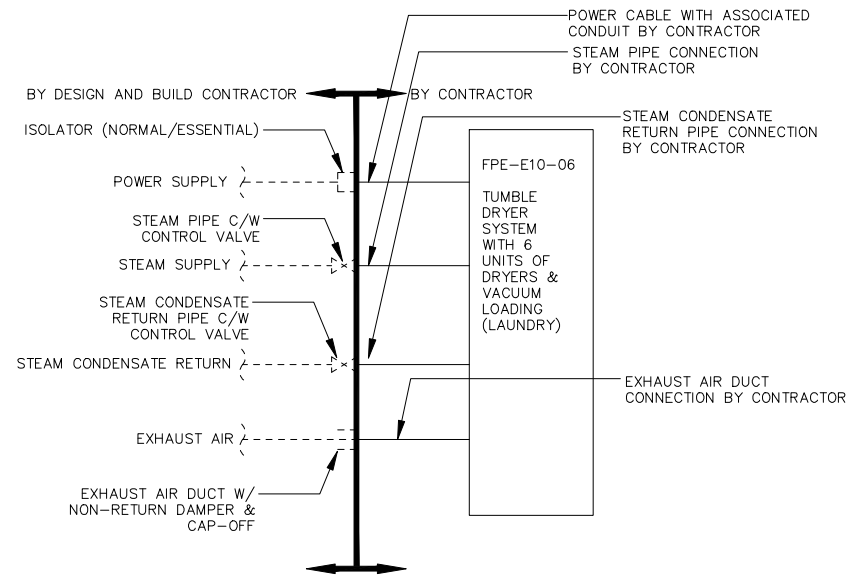 POWER CABLE WITH ASSOCIATED
CONDUIT BY CONTRACTOR
STEAM PIPE CONNECTION
BY CONTRACTOR
BY DESIGN AND BUILD CONTRACTOR
BY CONTRACTOR
STEAM CONDENSATE
RETURN PIPE CONNECTION
BY CONTRACTOR
ISOLATOR (NORMAL/ESSENTIAL)
POWER SUPPLY
STEAM PIPE C/W
CONTROL VALVE
STEAM SUPPLY
STEAM CONDENSATE
RETURN PIPE C/W
CONTROL VALVE
STEAM CONDENSATE RETURN
EXHAUST AIR
EXHAUST AIR DUCT W/
NON-RETURN DAMPER &
CAP-OFF
FPE-E10-06
TUMBLE
DRYER
SYSTEM
WITH 6
UNITS OF
DRYERS &
VACUUM
LOADING
(LAUNDRY)
EXHAUST AIR DUCT
CONNECTION BY CONTRACTOR